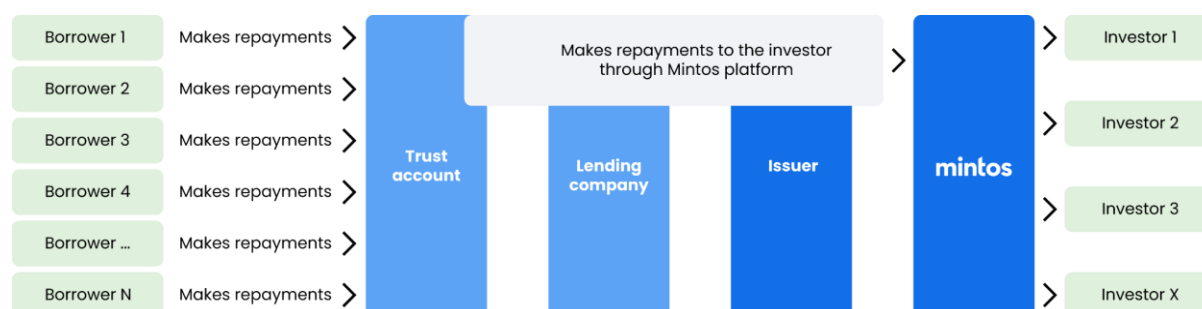 Borrower 1
Makes repayments
Makes repayments to the investor
through Mintos platform
Investor 1
Borrower 2
Makes repayments
Investor 2
Borrower 3
Makes repayments
Trust
account
Lending
company
Issuer
mintos
Borrower 4
Makes repayments
Investor 3
Borrower ...
Makes repayments
Borrower N
Makes repayments
Investor X